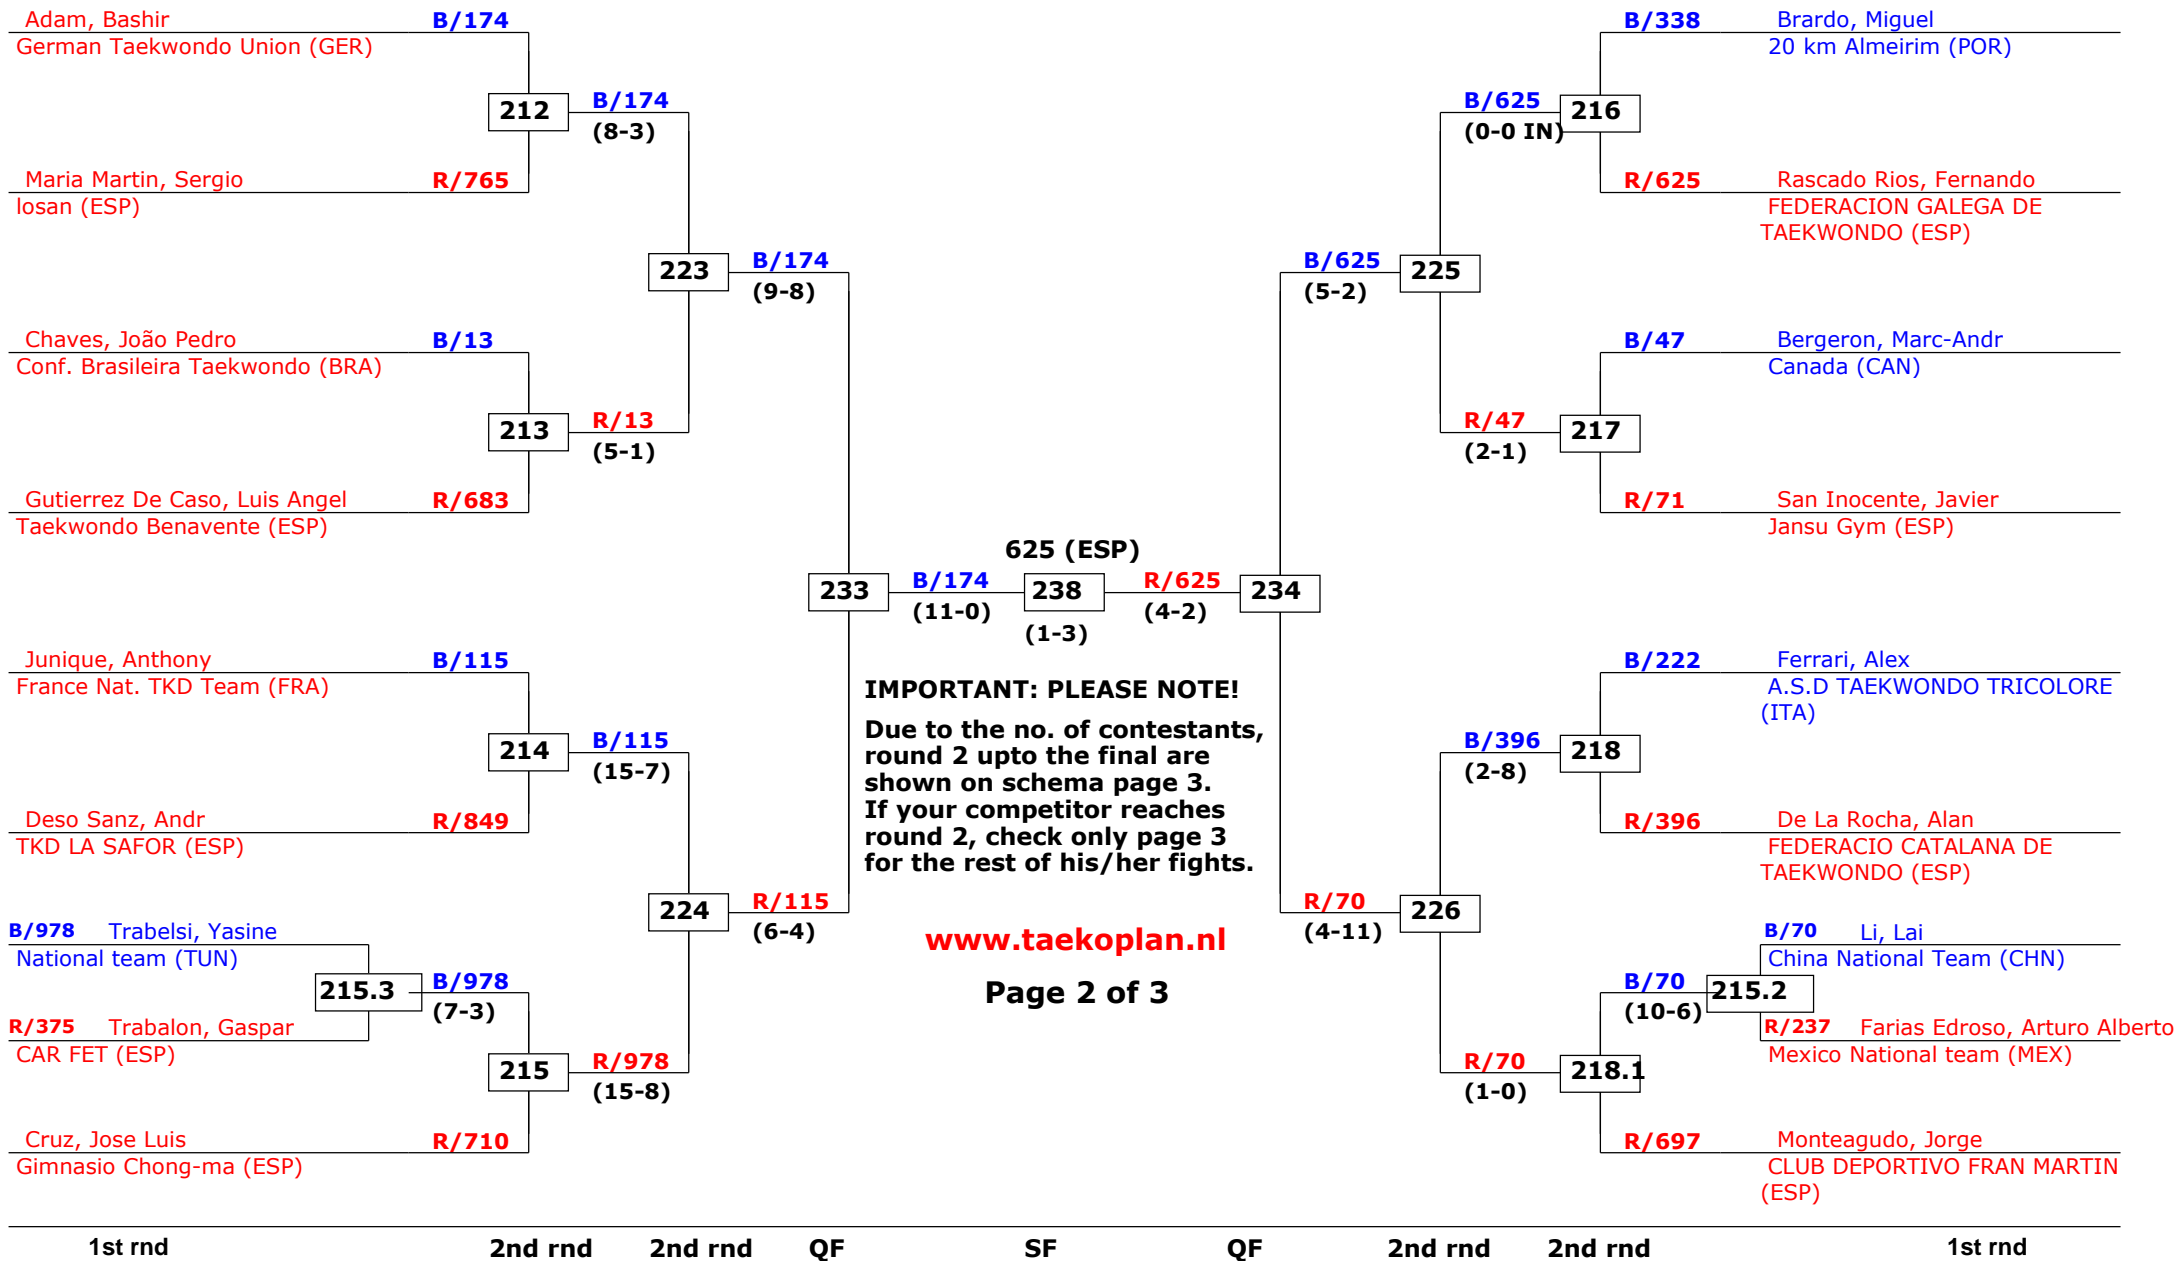 Adam, Bashir B/174
German Taekwondo Union (GER)
212
B/174
(8-3)
Maria Martin, Sergio R/765
losan (ESP)
223
B/174
(9-8)
Chaves, João Pedro B/13
Conf. Brasileira Taekwondo (BRA)
213
R/13
(5-1)
Gutierrez De Caso, Luis Angel R/683
Taekwondo Benavente (ESP)
233
B/174
(11-0)
Junique, Anthony B/115
France Nat. TKD Team (FRA)
214
B/115
(15-7)
Deso Sanz, Andr R/849
TKD LA SAFOR (ESP)
224
R/115
(6-4)
B/978 Trabelsi, Yasine
National team (TUN)
215.3
B/978
(7-3)
R/375 Trabalon, Gaspar
CAR FET (ESP)
215
R/978
(15-8)
Cruz, Jose Luis R/710
Gimnasio Chong-ma (ESP)
625 (ESP)
238
(1-3)
IMPORTANT: PLEASE NOTE!
Due to the no. of contestants,
round 2 upto the final are
shown on schema page 3.
If your competitor reaches
round 2, check only page 3
for the rest of his/her fights.
www.taekoplan.nl
Page 2 of 3
B/338 Brardo, Miguel
20 km Almeirim (POR)
B/625
(0-0 IN)
216
R/625 Rascado Rios, Fernando
FEDERACION GALEGA DE
TAEKWONDO (ESP)
B/625
(5-2)
225
B/47 Bergeron, Marc-Andr
Canada (CAN)
R/47
(2-1)
217
R/71 San Inocente, Javier
Jansu Gym (ESP)
R/625
(4-2)
234
B/222 Ferrari, Alex
A.S.D TAEKWONDO TRICOLORE
(ITA)
B/396
(2-8)
218
R/396 De La Rocha, Alan
FEDERACIO CATALANA DE
TAEKWONDO (ESP)
R/70
(4-11)
226
B/70 Li, Lai
China National Team (CHN)
B/70
(10-6)
215.2
R/237 Farias Edroso, Arturo Alberto
Mexico National team (MEX)
R/70
(1-0)
218.1
R/697 Monteagudo, Jorge
CLUB DEPORTIVO FRAN MARTIN
(ESP)
1st rnd 2nd rnd 2nd rnd QF SF QF 2nd rnd 2nd rnd 1st rnd